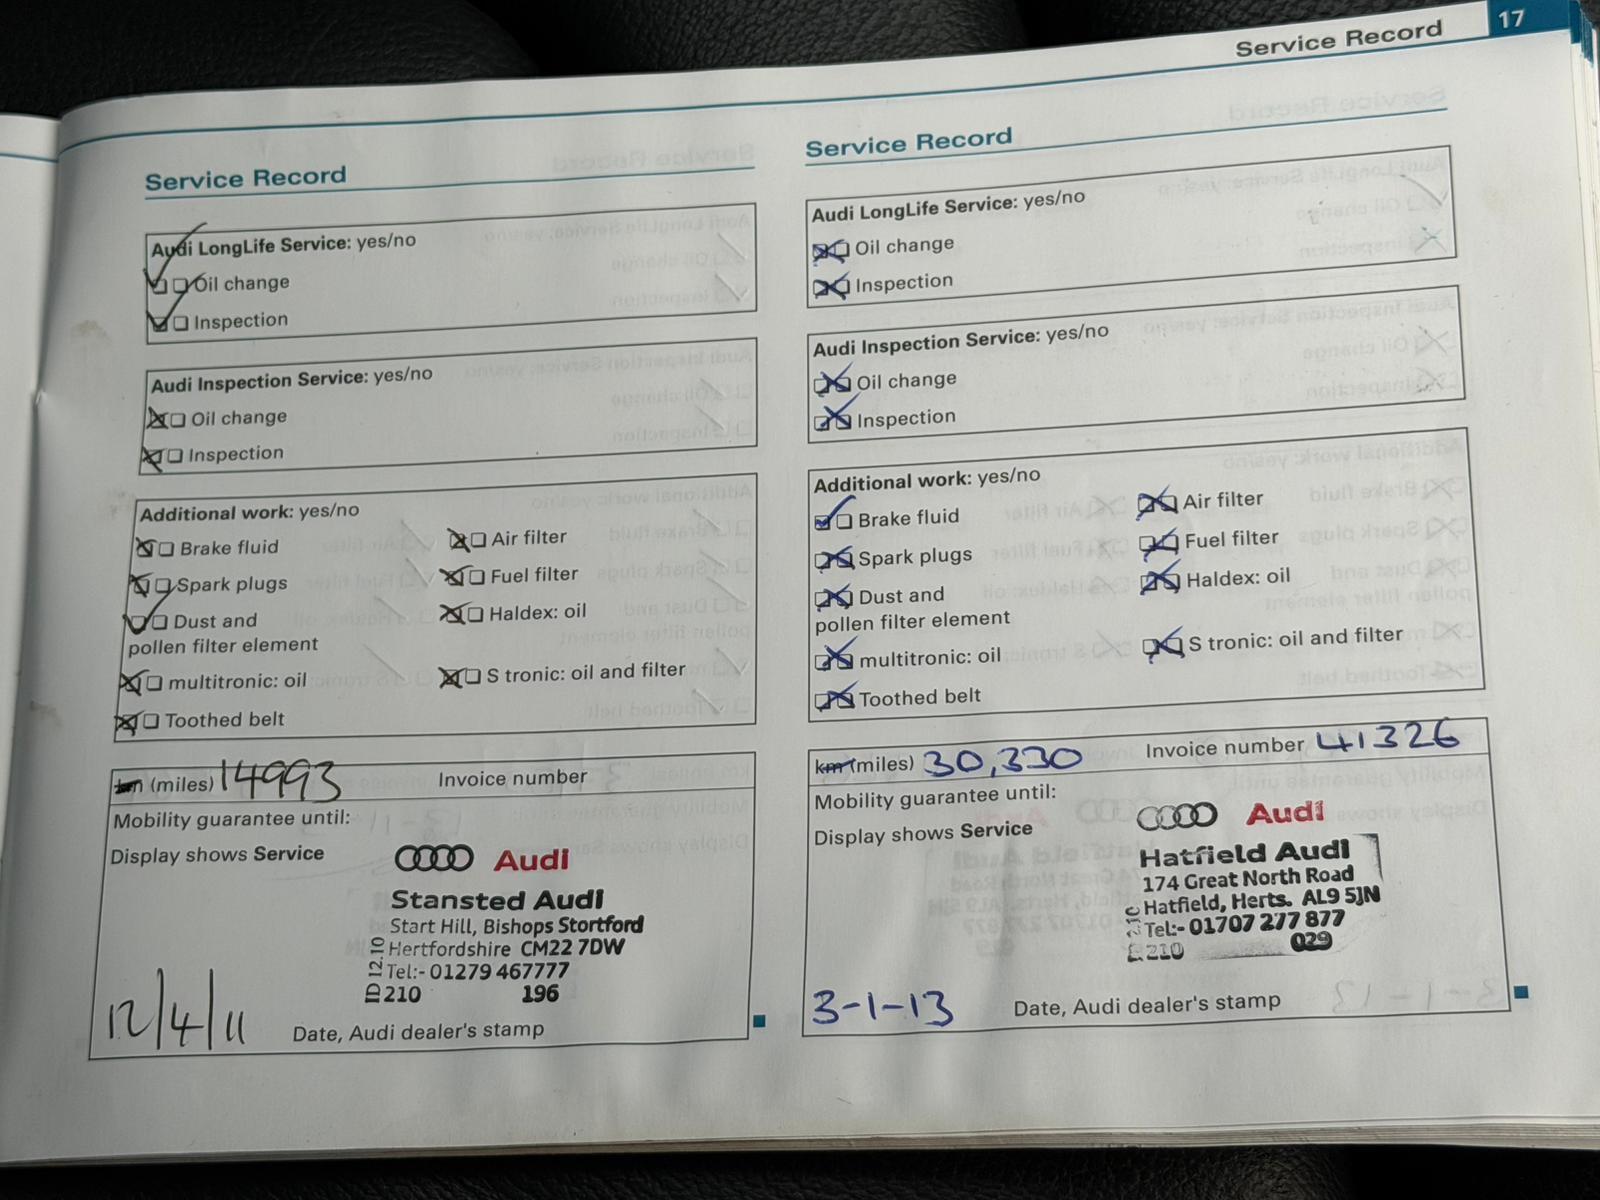 Service Record 17
Service Record
Audi LongLife Service: yes/no
Oil change
Inspection
Audi Inspection Service: yes/no
Oil change
Inspection
Additional work: yes/no
Brake fluid
Air filter
Spark plugs
Fuel filter
Dust and
pollen filter element
Haldex: oil
multitronic: oil
S tronic: oil and filter
Toothed belt
km (miles) 14993 Invoice number
Mobility guarantee until:
Display shows Service
Audi
Stansted Audi
Start Hill, Bishops Stortford
Hertfordshire CM22 7DW
Tel:- 01279 467777
ID 12.10
210 196
12/4/11
Date, Audi dealer's stamp
Service Record
Audi LongLife Service: yes/no
Oil change
Inspection
Audi Inspection Service: yes/no
Oil change
Inspection
Additional work: yes/no
Brake fluid
Air filter
Spark plugs
Fuel filter
Dust and
pollen filter element
Haldex: oil
multitronic: oil
S tronic: oil and filter
Toothed belt
km (miles) 30,330 Invoice number 41326
Mobility guarantee until:
Display shows Service
Audi
Hatfield Audi
174 Great North Road
Hatfield, Herts. AL9 5JN
Tel:- 01707 277 877
210 029
3-1-13
Date, Audi dealer's stamp